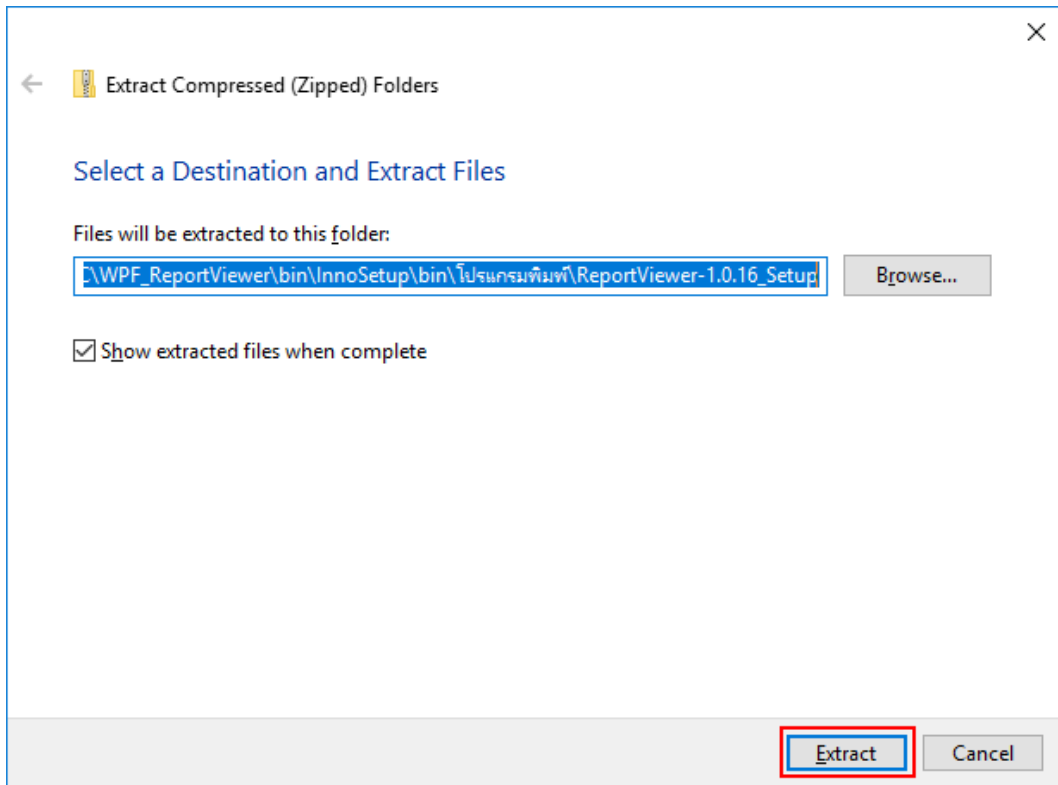 Extract Compressed (Zipped) Folders
Select a Destination and Extract Files
Files will be extracted to this folder:
\WPF_ReportViewer\bin\InnoSetup\bin\โปรแกรมพิมพ์\ReportViewer-1.0.16_Setup
Browse...
Show extracted files when complete
Extract
Cancel